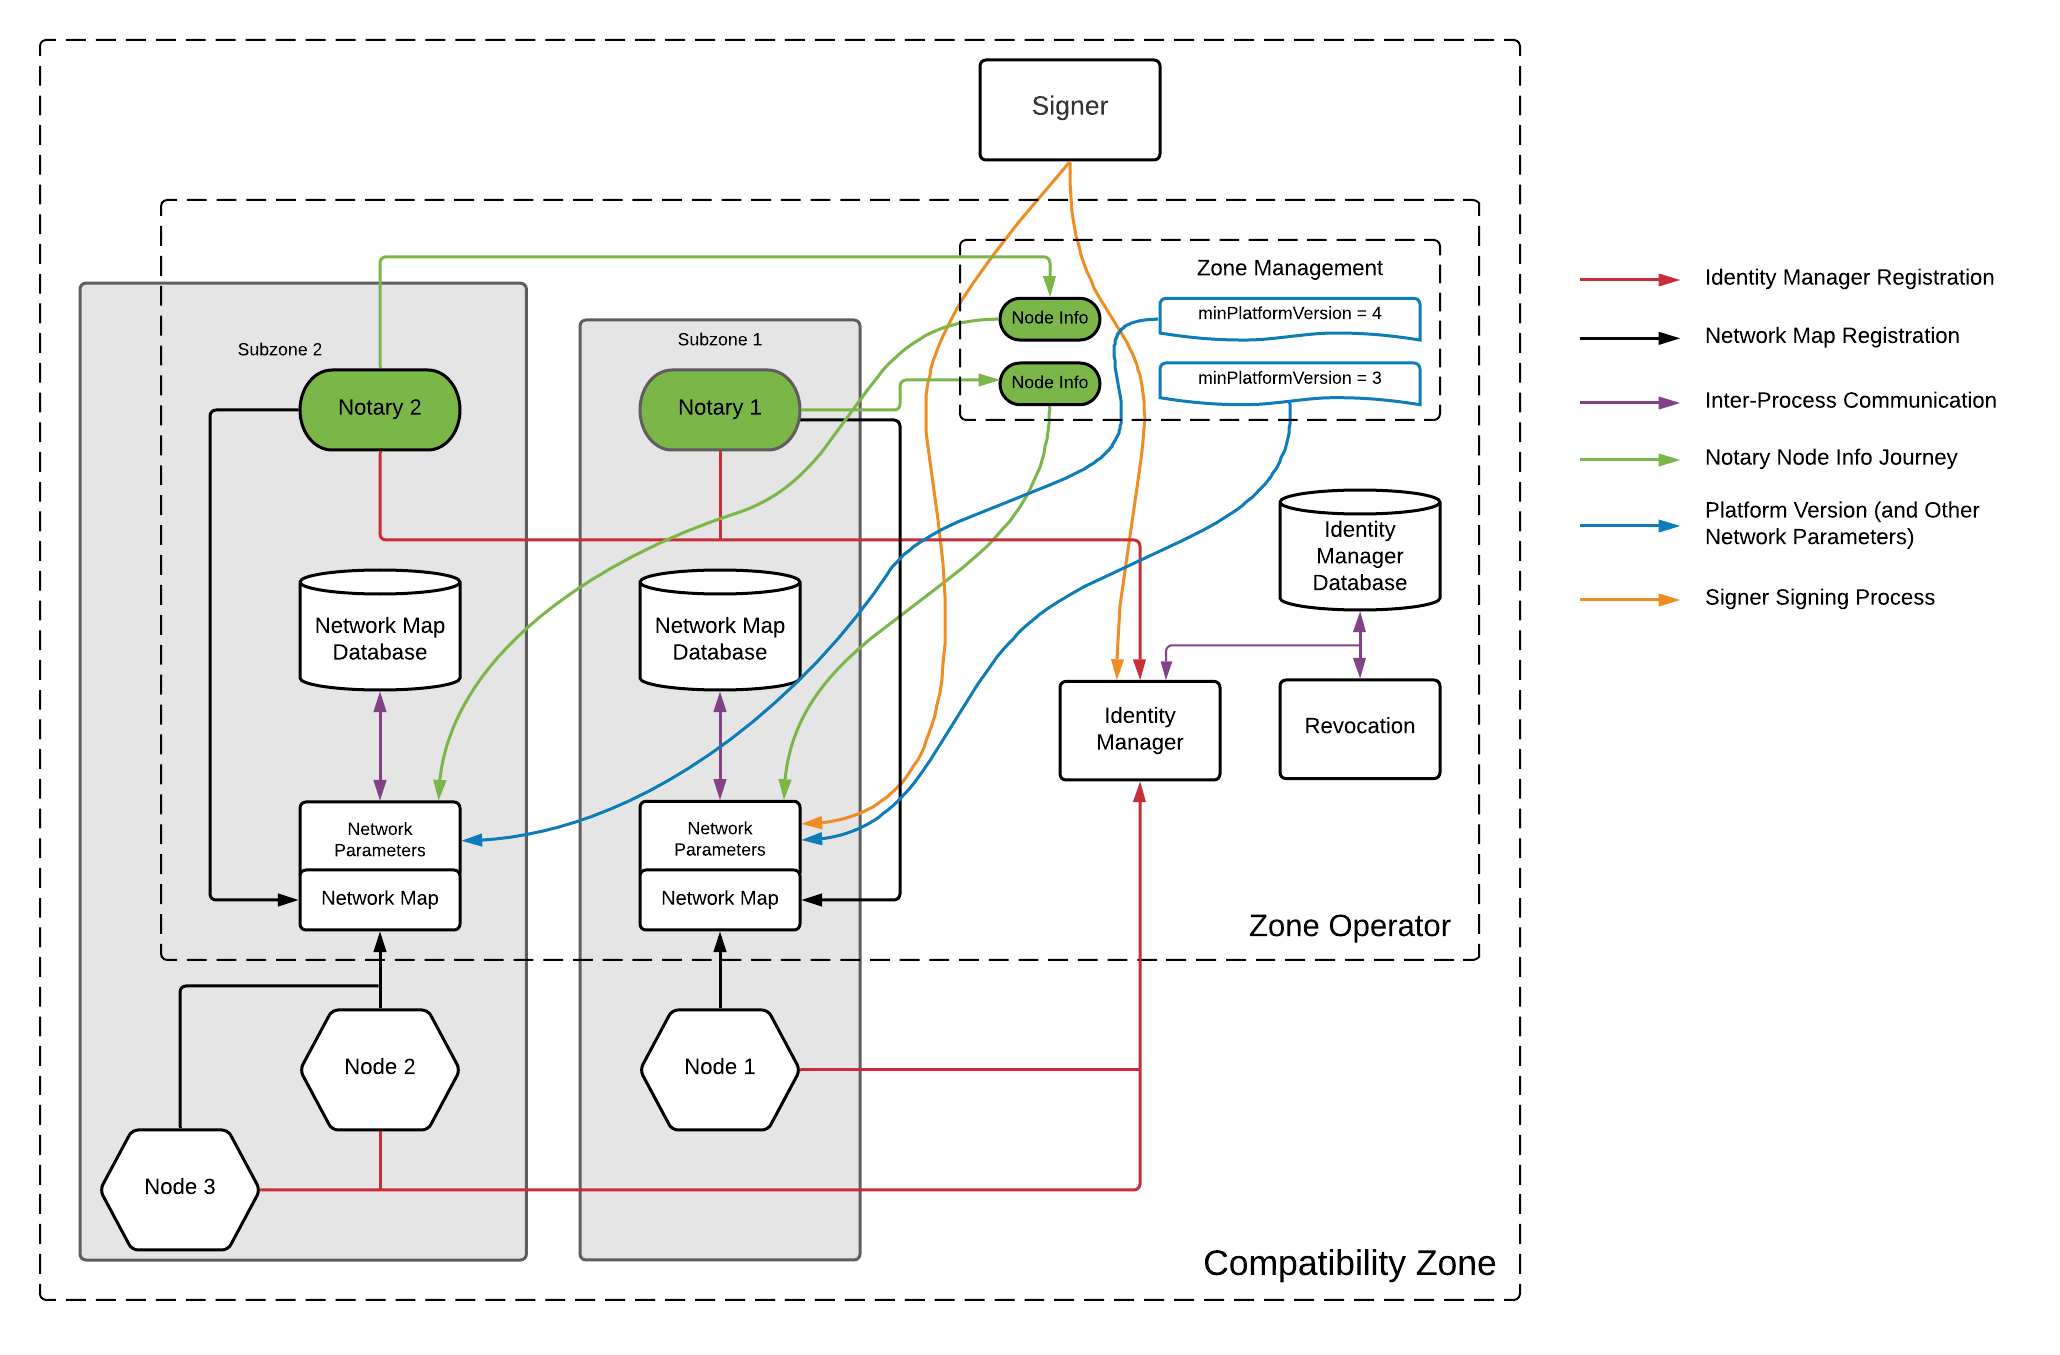 Signer
Zone Management
Node Info
minPlatformVersion = 4
Node Info
minPlatformVersion = 3
Subzone 2
Subzone 1
Notary 2
Notary 1
Identity
Manager
Database
Network Map
Database
Network Map
Database
Identity
Manager
Revocation
Network
Parameters
Network Map
Network
Parameters
Network Map
Zone Operator
Node 2
Node 1
Node 3
Compatibility Zone
Identity Manager Registration
Network Map Registration
Inter-Process Communication
Notary Node Info Journey
Platform Version (and Other
Network Parameters)
Signer Signing Process